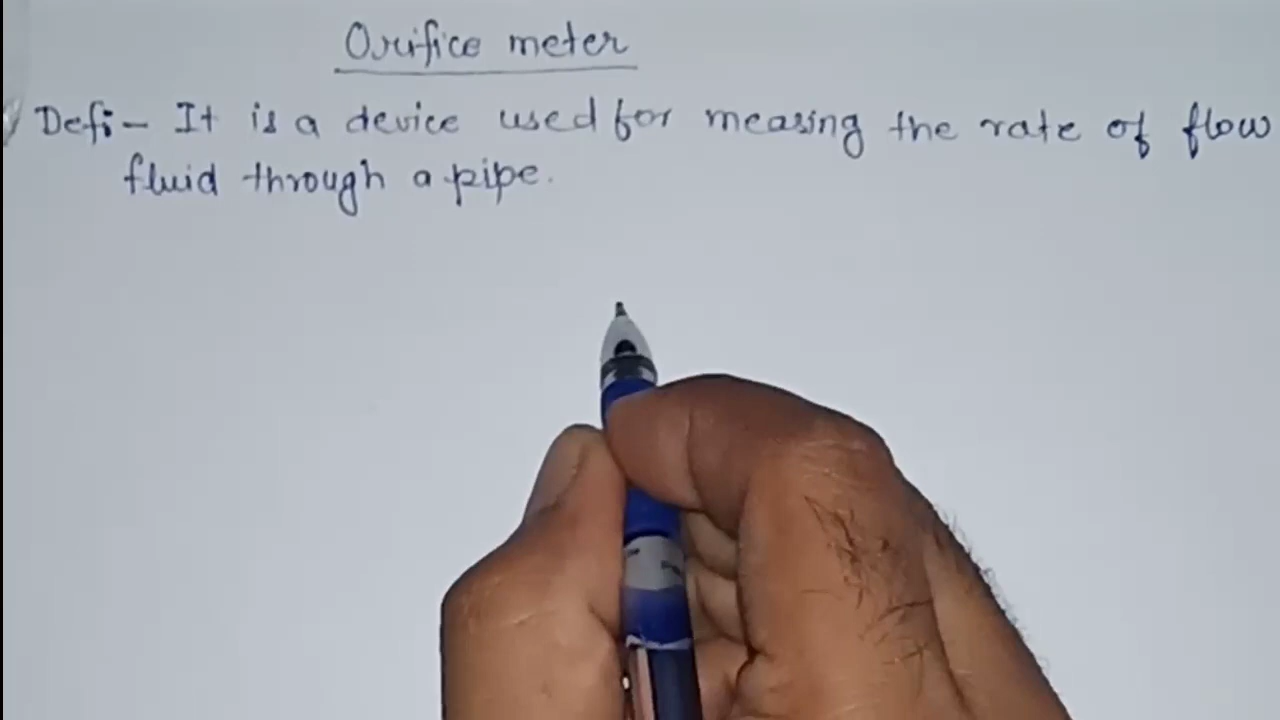 Orifice meter
Defi:- It is a device used for measing the rate of flow
fluid through a pipe.